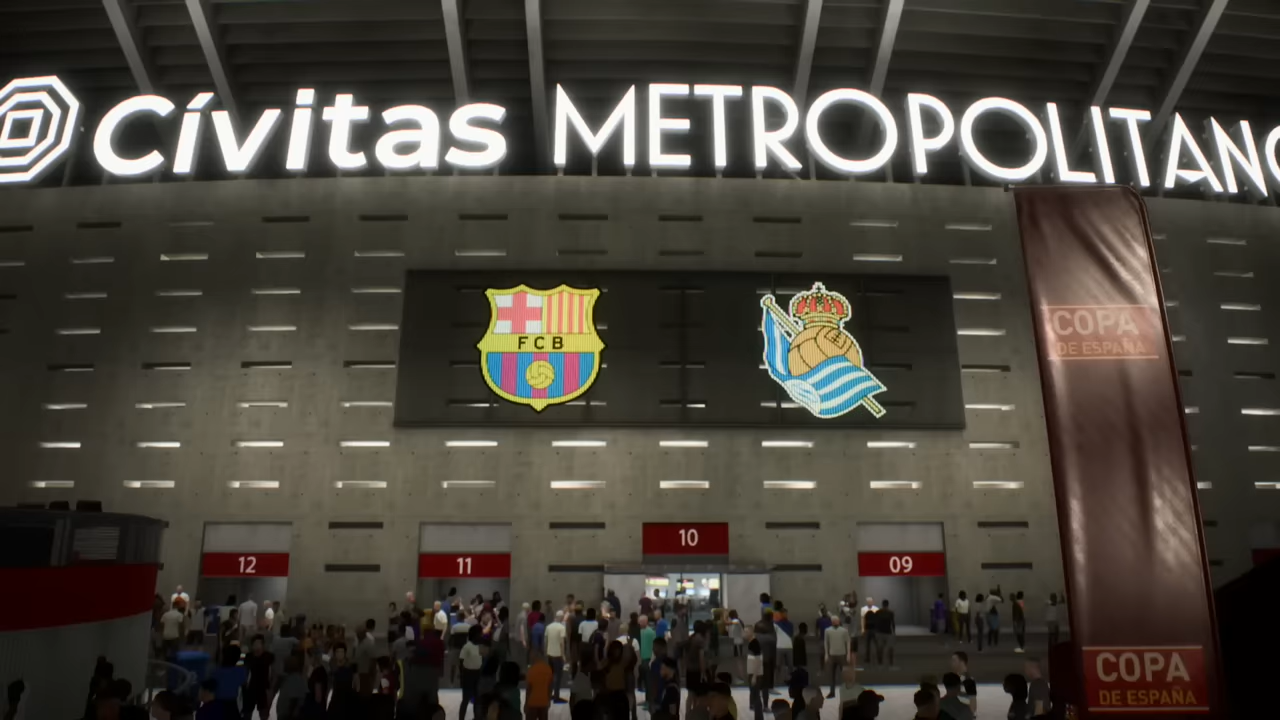 Cívitas METROPOLITANO
FCB
COPA
DE ESPAÑA
10
12
11
09
COPA
DE ESPAÑA